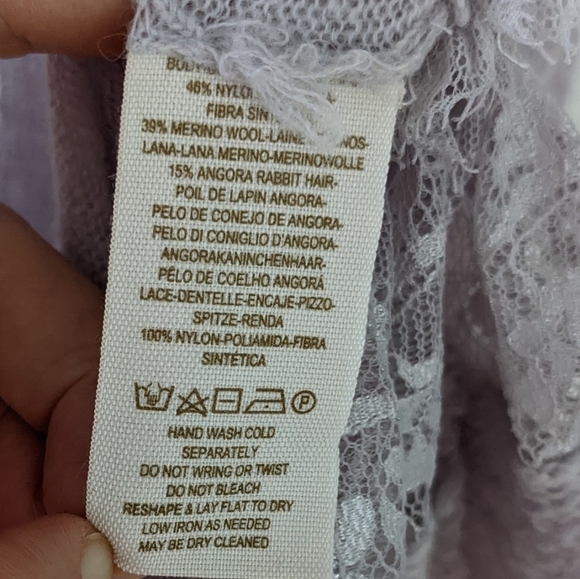 46% NYLON
FIBRA
39% MERINO WOOL-LAINE
LANA-LANA MERINO-MERINOWOLLE
15% ANGORA RABBIT HAIR-
POIL DE LAPIN ANGORA-
PELO DE CONEJO DE ANGORA-
PELO DI CONIGLIO D'ANGORA-
ANGORAKANINCHENHAAR-
PÊLO DE COELHO ANGORÁ
LACE-DENTELLE-ENCAJE-PIZZO-
SPITZE-RENDA
100% NYLON-POLIAMIDA-FIBRA
SINTÉTICA
P
HAND WASH COLD
SEPARATELY
DO NOT WRING OR TWIST
DO NOT BLEACH
RESHAPE & LAY FLAT TO DRY
LOW IRON AS NEEDED
MAY BE DRY CLEANED